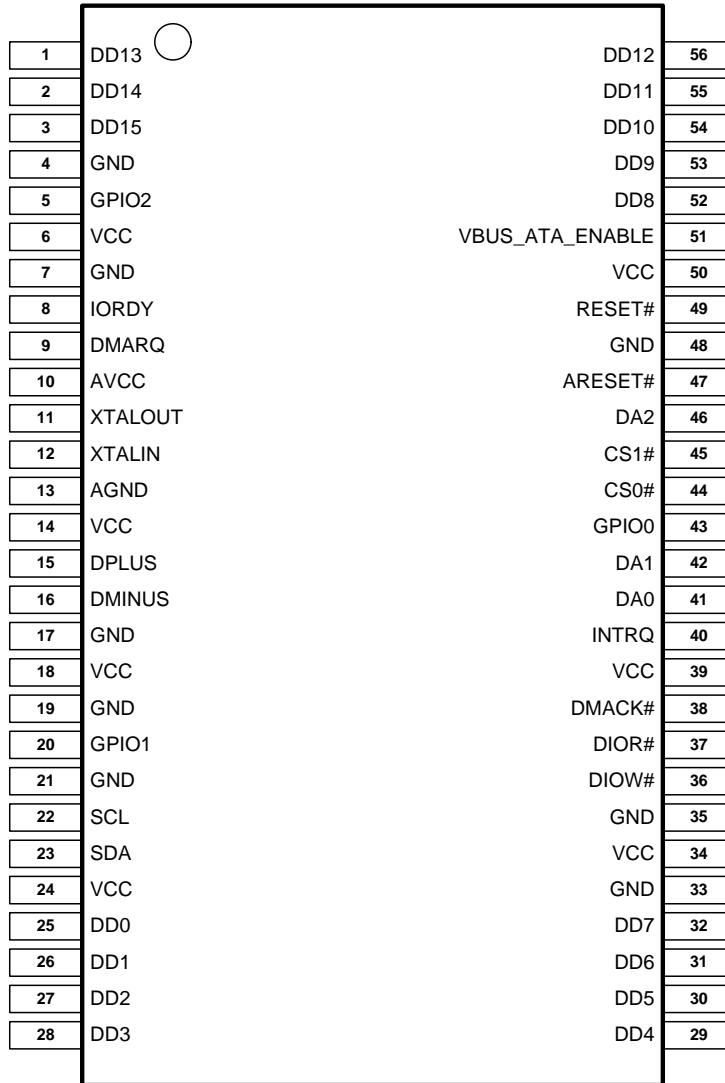 1 DD13 DD12 56
2 DD14 DD11 55
3 DD15 DD10 54
4 GND DD9 53
5 GPIO2 DD8 52
6 VCC VBUS_ATA_ENABLE 51
7 GND VCC 50
8 IORDY RESET# 49
9 DMARQ GND 48
10 AVCC ARESET# 47
11 XTALOUT DA2 46
12 XTALIN CS1# 45
13 AGND CS0# 44
14 VCC GPIO0 43
15 DPLUS DA1 42
16 DMINUS DA0 41
17 GND INTRQ 40
18 VCC VCC 39
19 GND DMACK# 38
20 GPIO1 DIOR# 37
21 GND DIOW# 36
22 SCL GND 35
23 SDA VCC 34
24 VCC GND 33
25 DD0 DD7 32
26 DD1 DD6 31
27 DD2 DD5 30
28 DD3 DD4 29